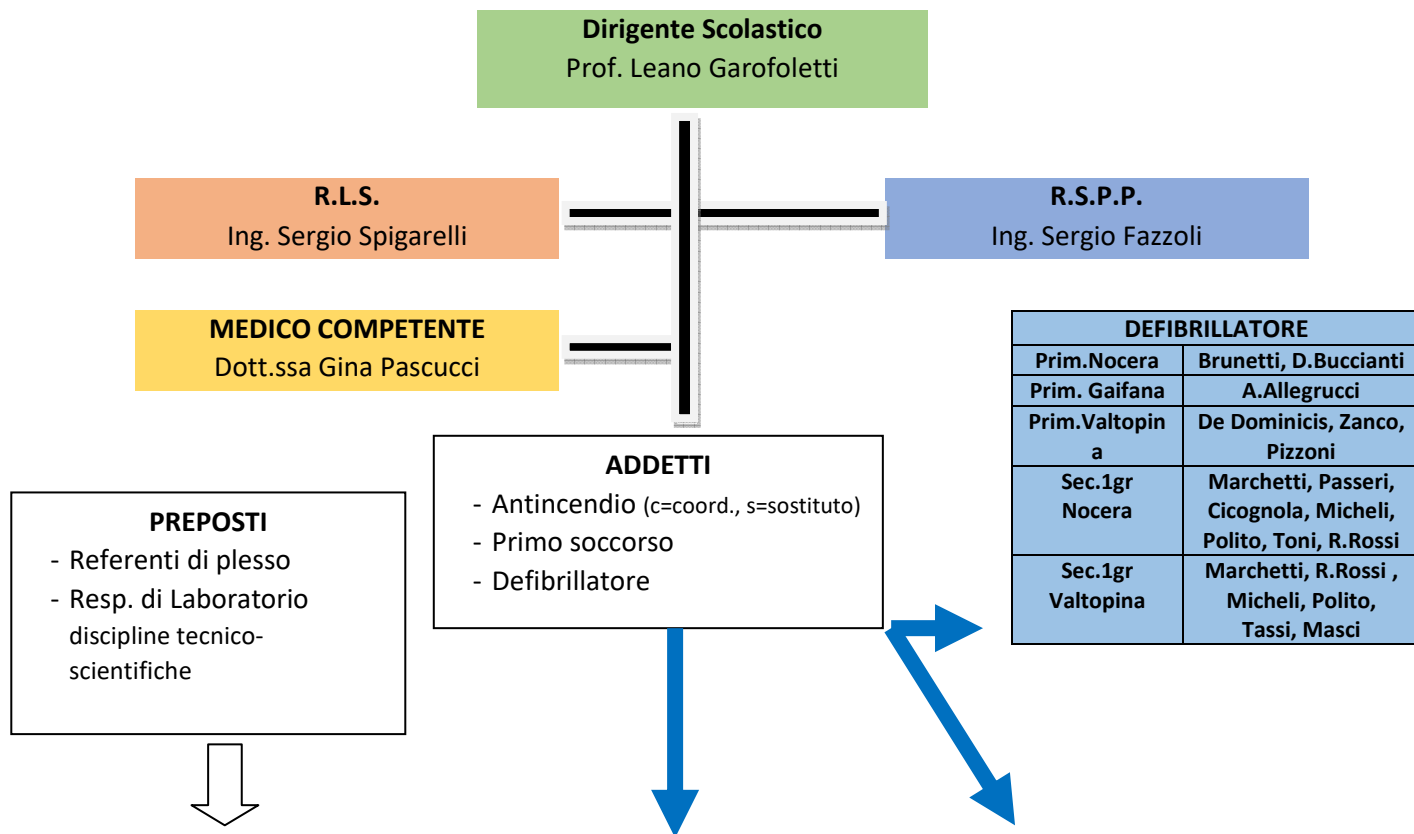 Dirigente Scolastico
Prof. Leano Garofoletti
R.L.S.
Ing. Sergio Spigarelli
R.S.P.P.
Ing. Sergio Fazzoli
MEDICO COMPETENTE
Dott.ssa Gina Pascucci
DEFIBRILLATORE
Prim.Nocera
Brunetti, D.Buccianti
Prim. Gaifana
A.Allegrucci
Prim.Valtopin
a
De Dominicis, Zanco,
Pizzoni
Sec.1gr
Nocera
Marchetti, Passeri,
Cicognola, Micheli,
Polito, Toni, R.Rossi
Sec.1gr
Valtopina
Marchetti, R.Rossi ,
Micheli, Polito,
Tassi, Masci
ADDETTI
- Antincendio (c=coord., s=sostituto)
- Primo soccorso
- Defibrillatore
PREPOSTI
- Referenti di plesso
- Resp. di Laboratorio
discipline tecnico-
scientifiche